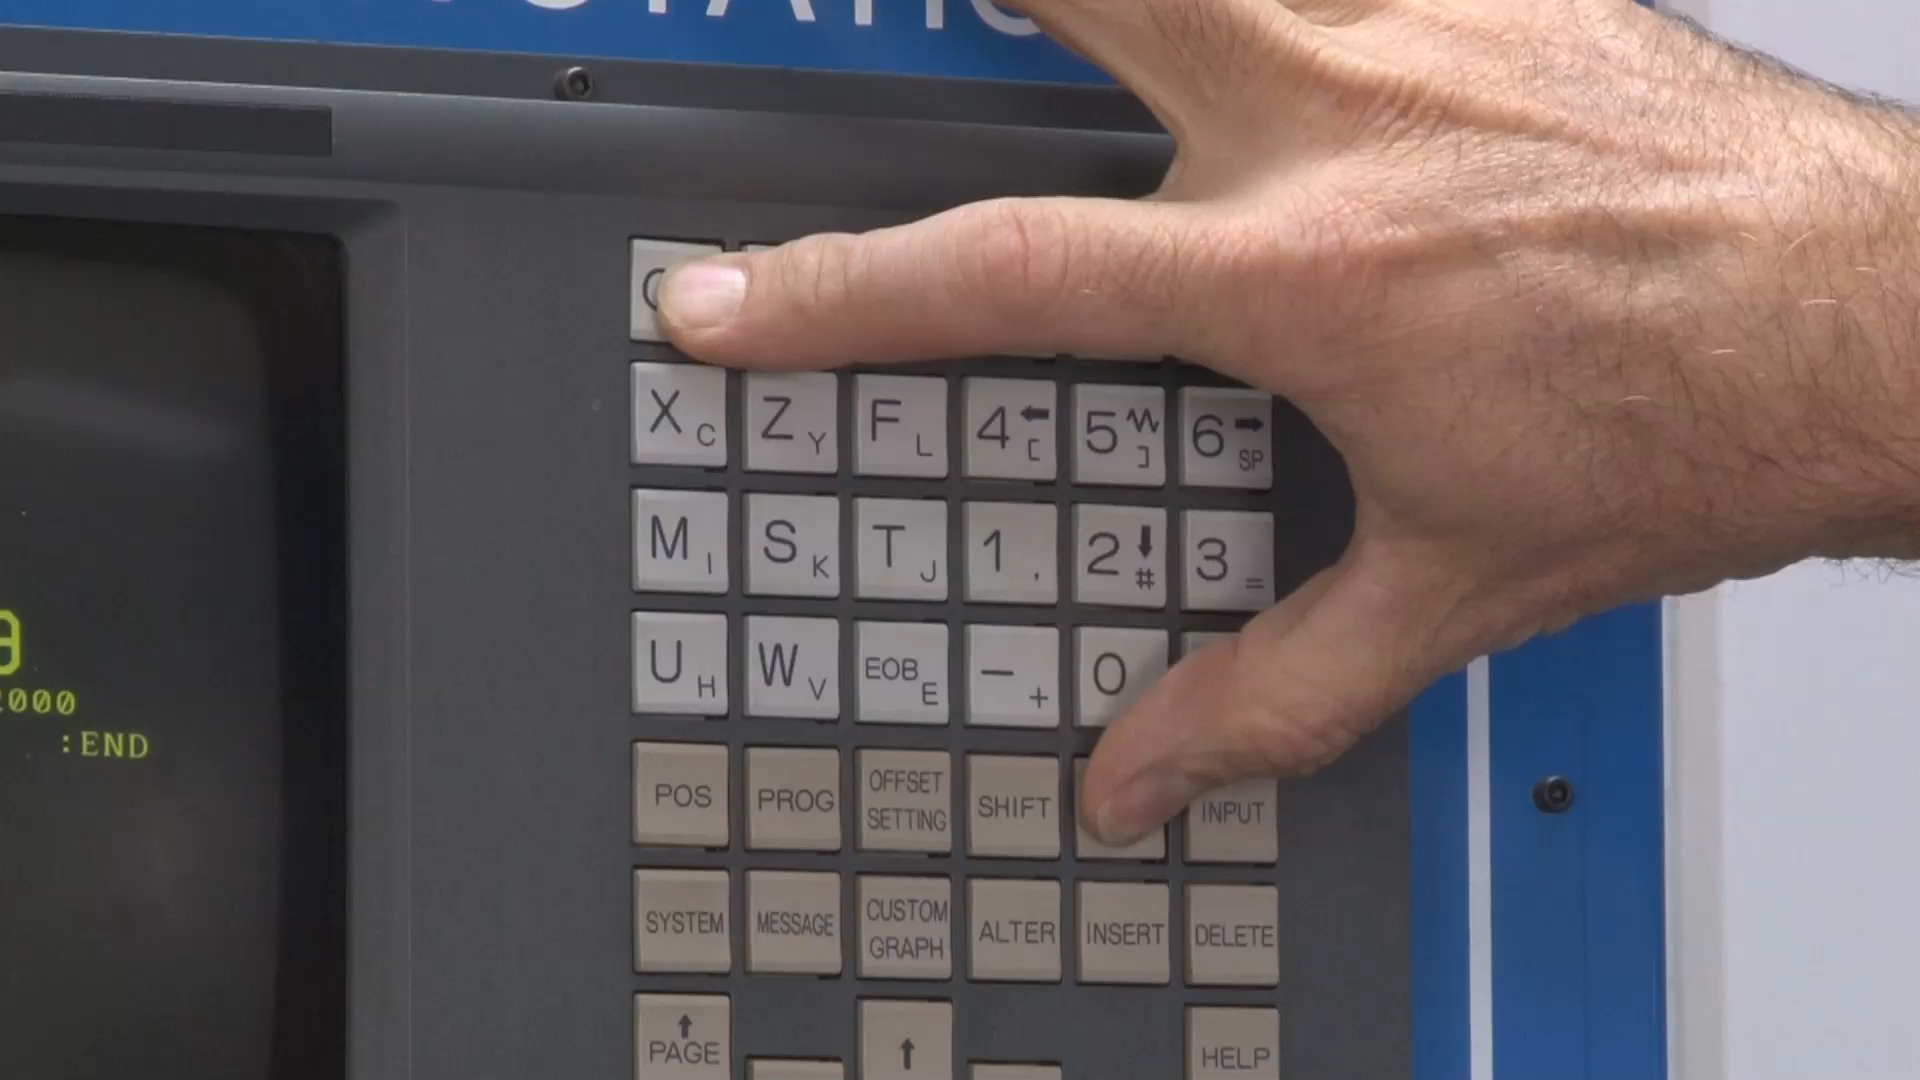 X C Z Y F L 4 [ 5 ] 6 SP
M I S K T J 1 , 2 # 3 =
U H W V EOB E - + 0
2000
:END
POS PROG OFFSET SETTING SHIFT INPUT
SYSTEM MESSAGE CUSTOM GRAPH ALTER INSERT DELETE
PAGE HELP